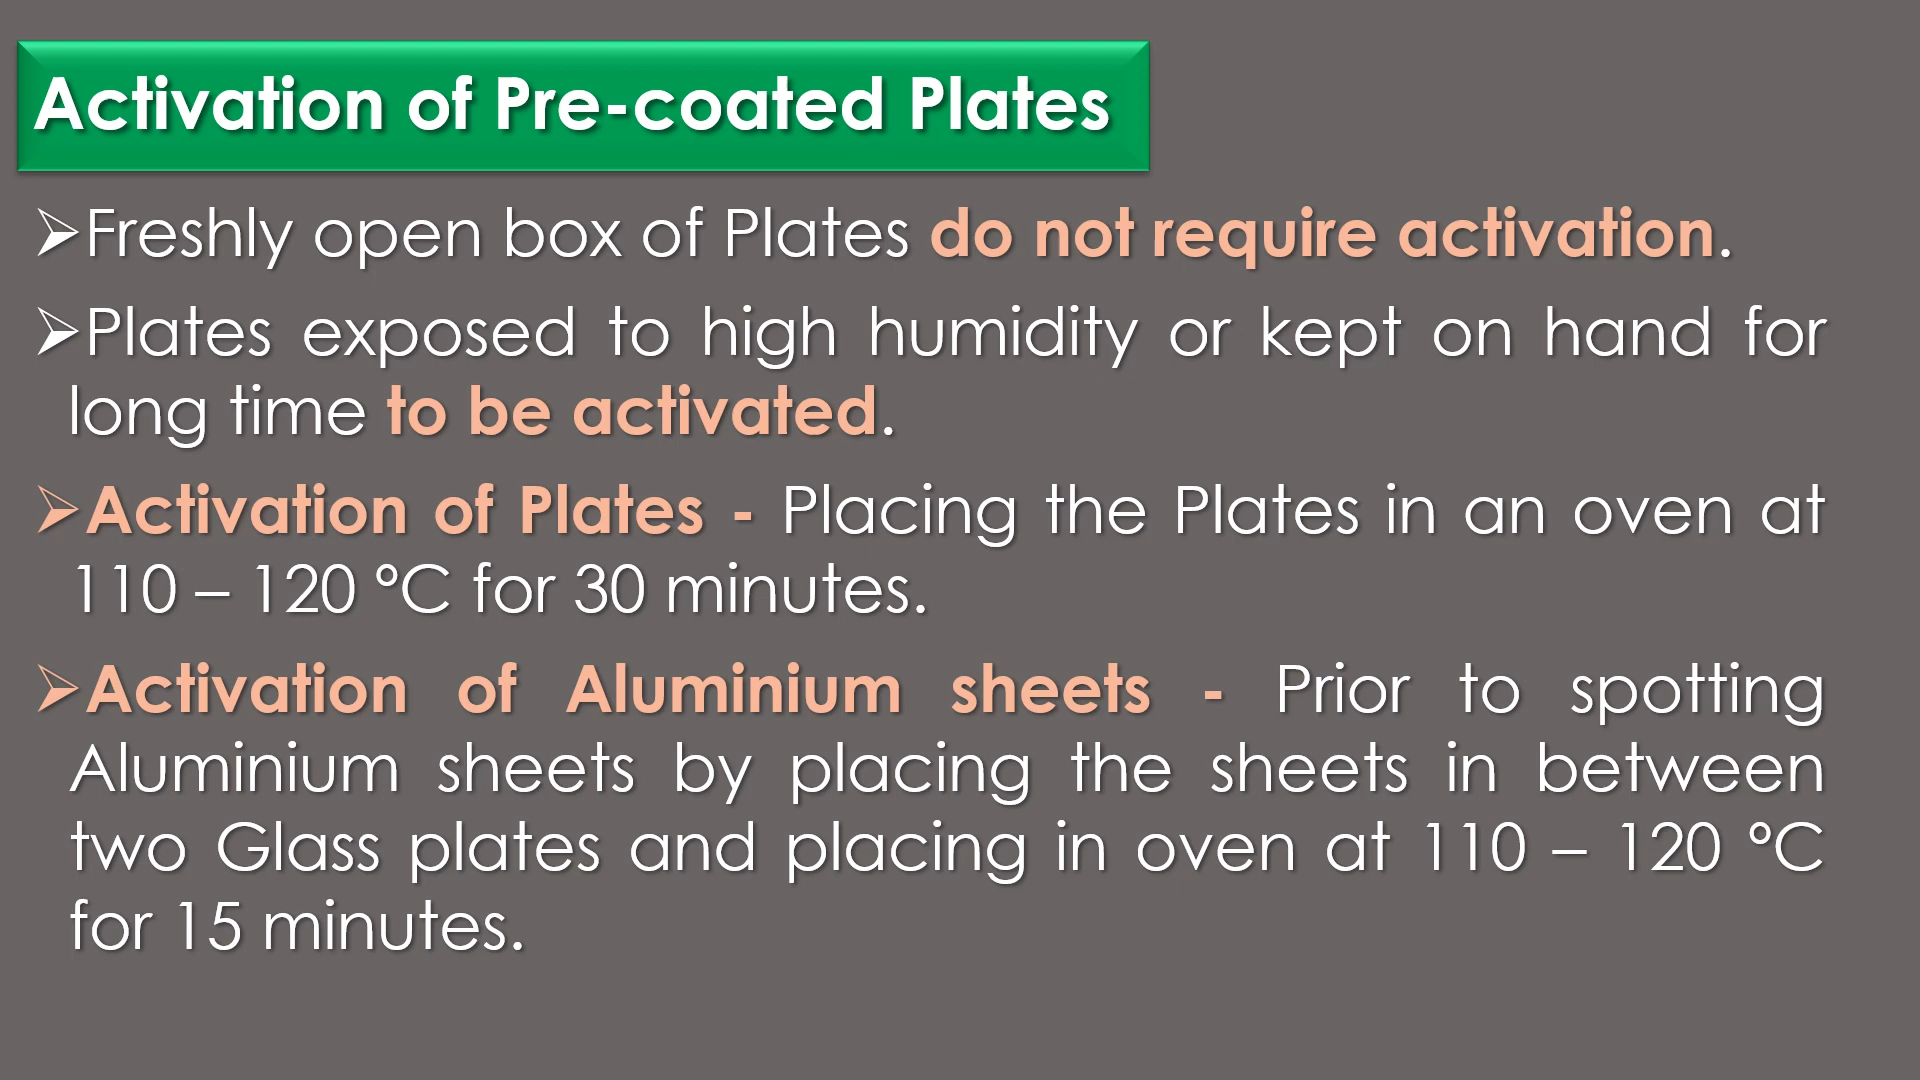 Activation of Pre-coated Plates
➢Freshly open box of Plates do not require activation.
➢Plates exposed to high humidity or kept on hand for
long time to be activated.
➢Activation of Plates - Placing the Plates in an oven at
110 – 120 °C for 30 minutes.
➢Activation of Aluminium sheets - Prior to spotting
Aluminium sheets by placing the sheets in between
two Glass plates and placing in oven at 110 – 120 °C
for 15 minutes.